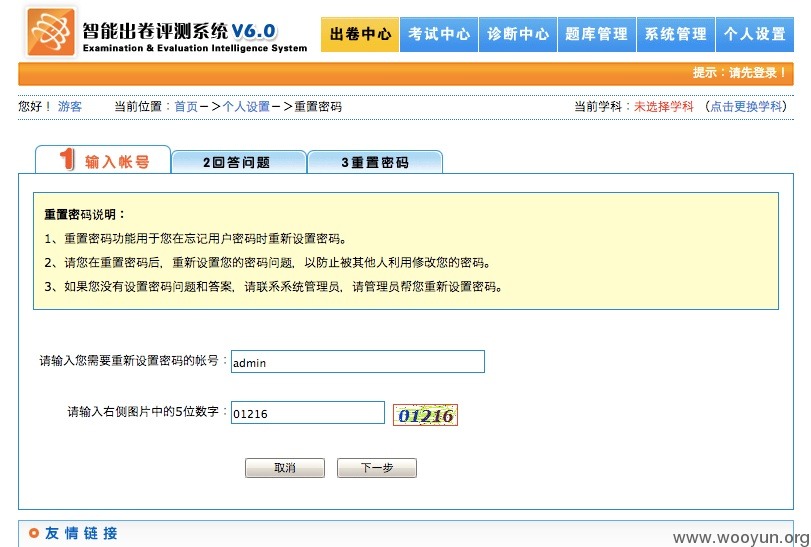 智能出卷评测系统 V6.0
Examination & Evaluation Intelligence System
出卷中心 考试中心 诊断中心 题库管理 系统管理 个人设置
提示：请先登录！
您好！ 游客 当前位置：首页－＞个人设置－＞重置密码 当前学科：未选择学科 （点击更换学科）
1 输入帐号 2回答问题 3重置密码
重置密码说明：
1、重置密码功能用于您在忘记用户密码时重新设置密码。
2、请您在重置密码后，重新设置您的密码问题，以防止被其他人利用修改您的密码。
3、如果您没有设置密码问题和答案，请联系系统管理员，请管理员帮您重新设置密码。
请输入您需要重新设置密码的帐号：admin
请输入右侧图片中的5位数字：01216 01216
取消 下一步
友情链接
www.wooyun.org